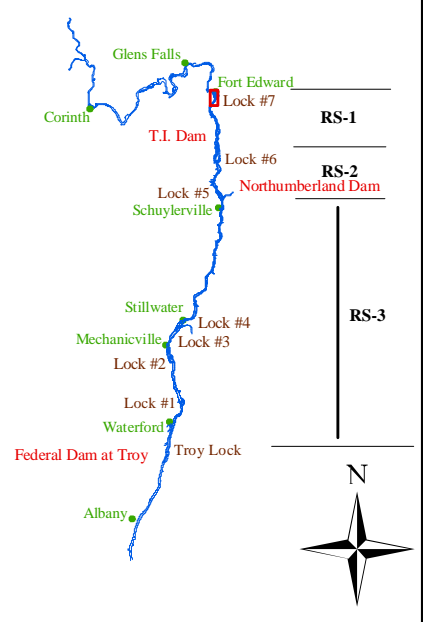 Glens Falls
Fort Edward
Lock #7
Corinth
RS-1
T.I. Dam
Lock #6
RS-2
Northumberland Dam
Lock #5
Schuylerville
Stillwater
RS-3
Lock #4
Mechanicville
Lock #3
Lock #2
Lock #1
Waterford
Federal Dam at Troy
Troy Lock
N
Albany